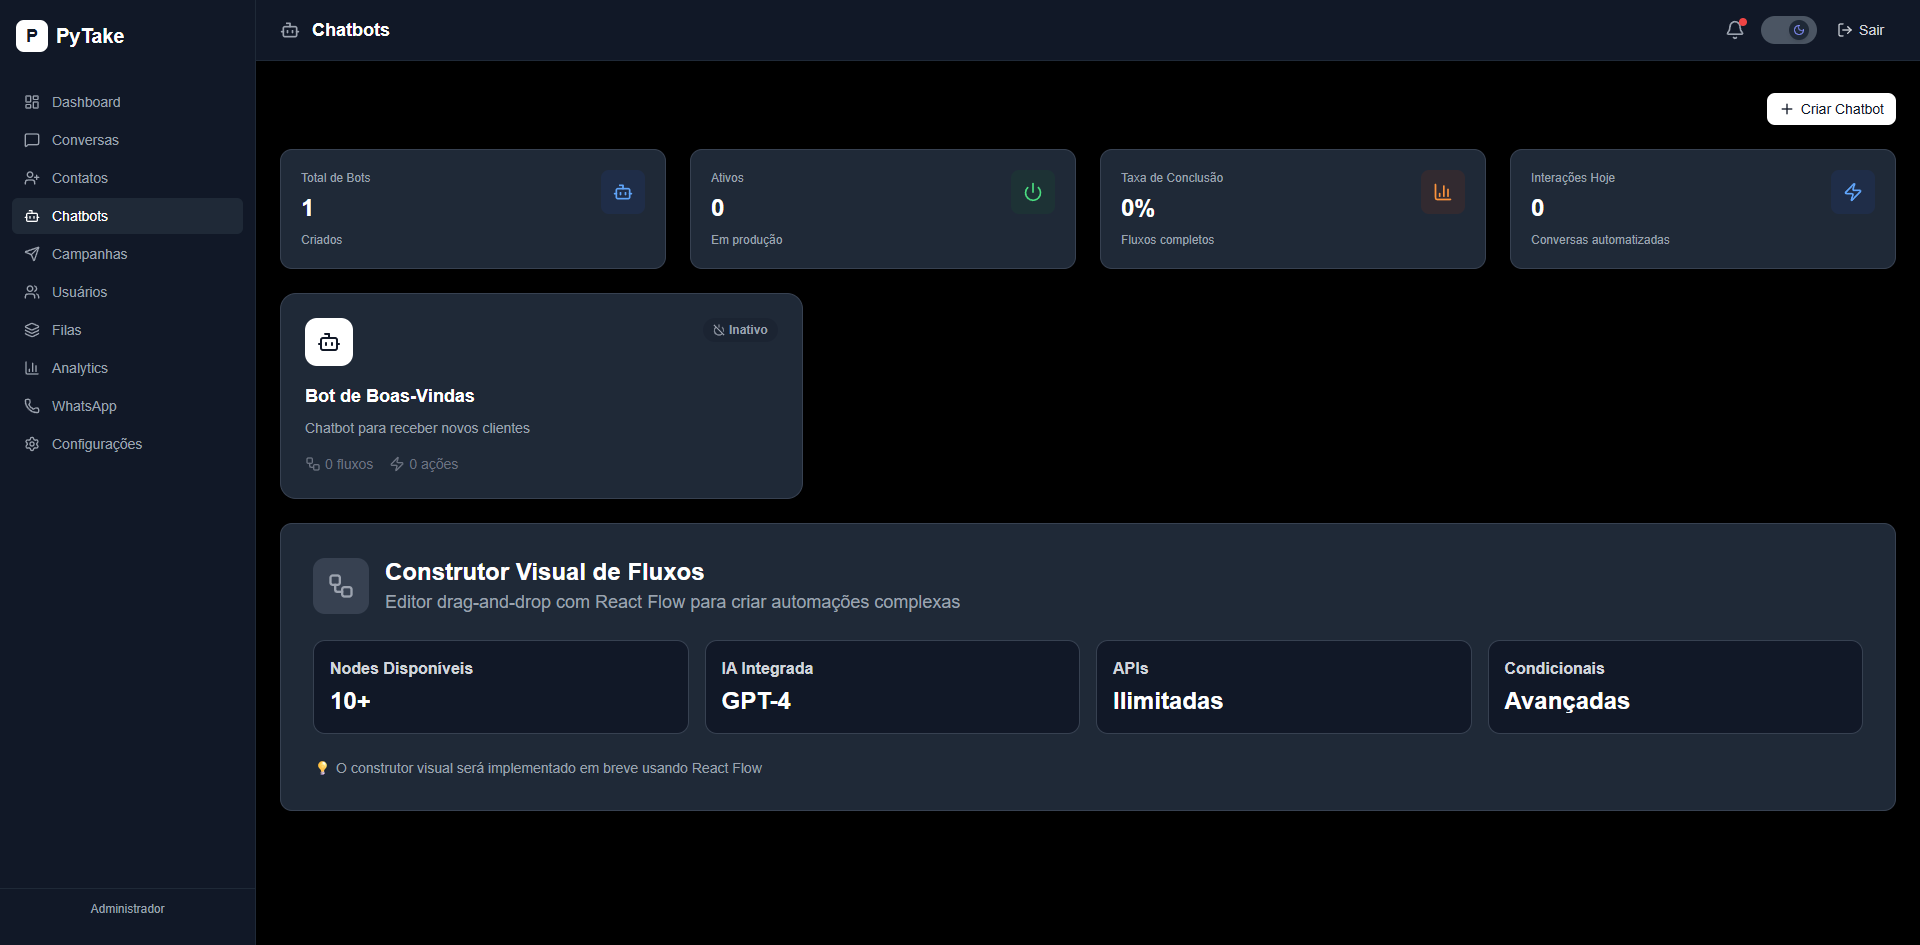 P PyTake
Chatbots
Sair
Dashboard
Conversas
Contatos
Chatbots
Campanhas
Usuários
Filas
Analytics
WhatsApp
Configurações
Administrador
Criar Chatbot
Total de Bots
1
Criados
Ativos
0
Em produção
Taxa de Conclusão
0%
Fluxos completos
Interações Hoje
0
Conversas automatizadas
Inativo
Bot de Boas-Vindas
Chatbot para receber novos clientes
0 fluxos 0 ações
Construtor Visual de Fluxos
Editor drag-and-drop com React Flow para criar automações complexas
Nodes Disponíveis
10+
IA Integrada
GPT-4
APIs
Ilimitadas
Condicionais
Avançadas
💡 O construtor visual será implementado em breve usando React Flow